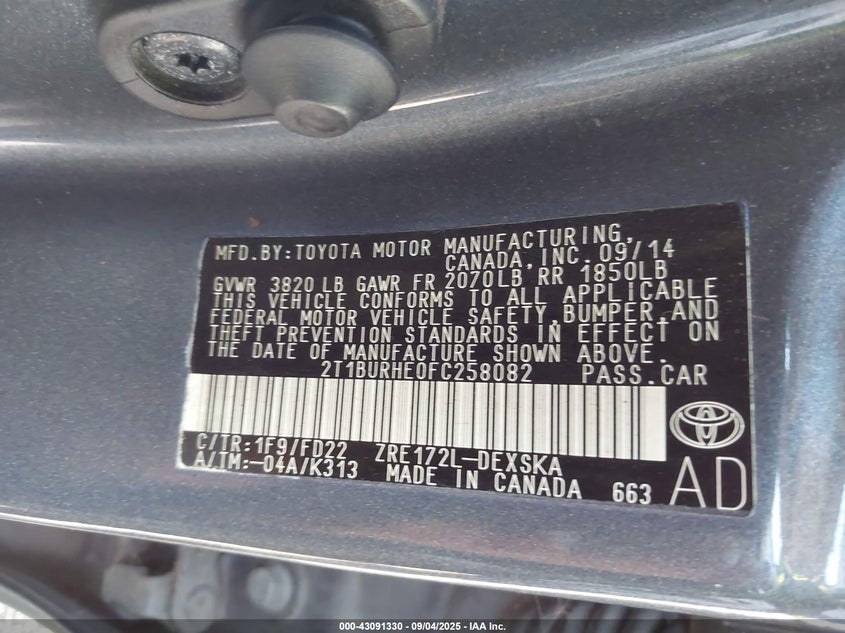 MFD.BY:TOYOTA MOTOR MANUFACTURING,
CANADA, INC. 09/14
GVWR 3820 LB GAWR FR 2070LB, RR 1850LB
THIS VEHICLE CONFORMS TO ALL APPLICABLE
FEDERAL MOTOR VEHICLE SAFETY, BUMPER, AND
THEFT PREVENTION STANDARDS IN EFFECT ON
THE DATE OF MANUFACTURE SHOWN ABOVE.
2T1BURHE0FC258082 PASS.CAR
C/TR:1F9/FD22 ZRE172L-DEXSKA
A/TM:-04A/K313 MADE IN CANADA 663 AD
000-43091330 - 09/04/2025 - IAA Inc.